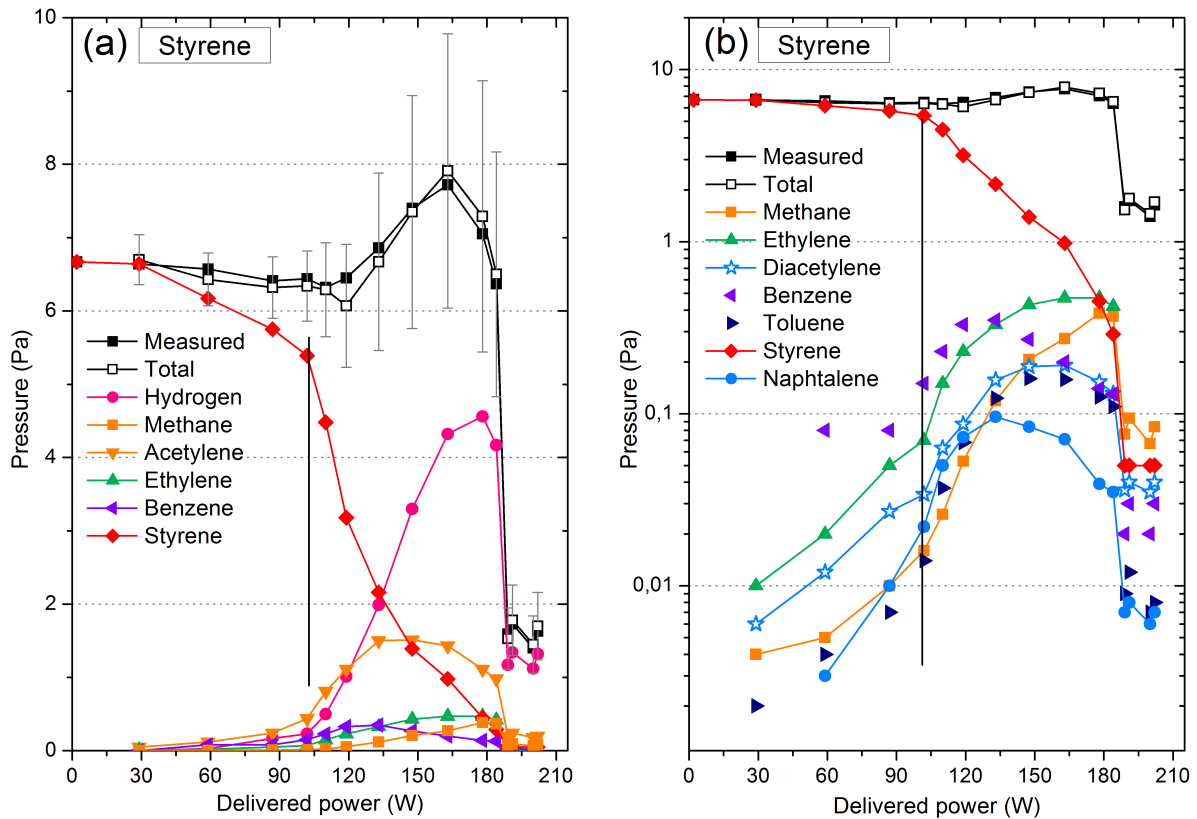 (a)
Styrene
10
8
6
4
2
0
Pressure (Pa)
Measured
Total
Hydrogen
Methane
Acetylene
Ethylene
Benzene
Styrene
0 30 60 90 120 150 180 210
Delivered power (W)
(b)
Styrene
10
1
0,1
0,01
Pressure (Pa)
Measured
Total
Methane
Ethylene
Diacetylene
Benzene
Toluene
Styrene
Naphtalene
0 30 60 90 120 150 180 210
Delivered power (W)